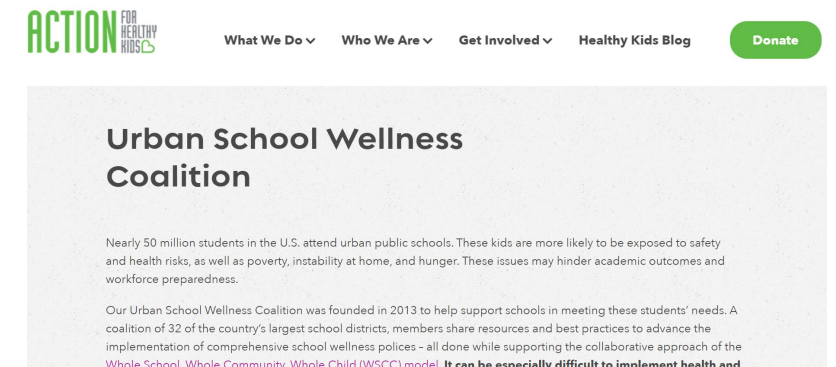 ACTION FOR HEALTHY KIDS
What We Do
Who We Are
Get Involved
Healthy Kids Blog
Donate
Urban School Wellness
Coalition
Nearly 50 million students in the U.S. attend urban public schools. These kids are more likely to be exposed to safety
and health risks, as well as poverty, instability at home, and hunger. These issues may hinder academic outcomes and
workforce preparedness.
Our Urban School Wellness Coalition was founded in 2013 to help support schools in meeting these students' needs. A
coalition of 32 of the country's largest school districts, members share resources and best practices to advance the
implementation of comprehensive school wellness polices – all done while supporting the collaborative approach of the
Whole School, Whole Community, Whole Child (WSCC) model. It can be especially difficult to implement health and